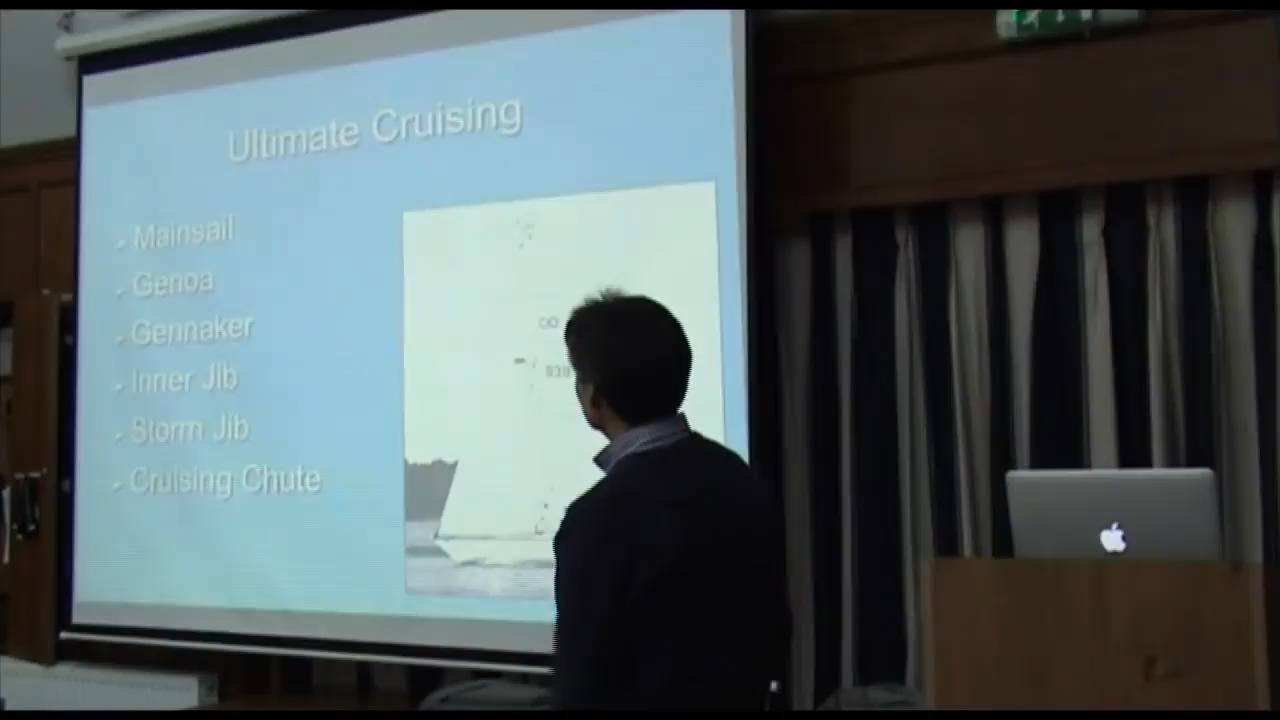 Ultimate Cruising
Mainsail
Genoa
Gennaker
Inner Jib
Storm Jib
Cruising Chute